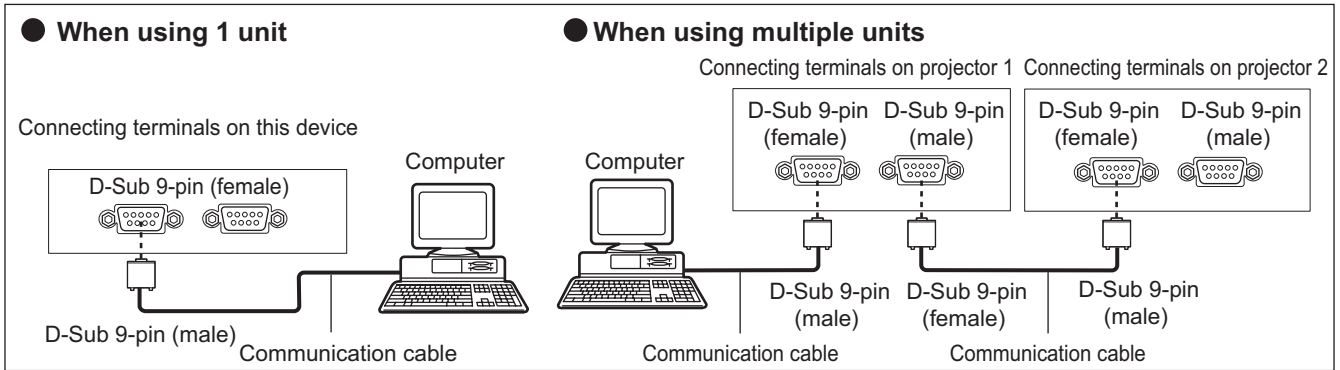 ● When using 1 unit
Connecting terminals on this device
D-Sub 9-pin (female)
Computer
D-Sub 9-pin (male)
Communication cable
● When using multiple units
Connecting terminals on projector 1
Connecting terminals on projector 2
D-Sub 9-pin
(female)
D-Sub 9-pin
(male)
D-Sub 9-pin
(female)
D-Sub 9-pin
(male)
Computer
D-Sub 9-pin
(male)
D-Sub 9-pin
(female)
D-Sub 9-pin
(male)
Communication cable
Communication cable